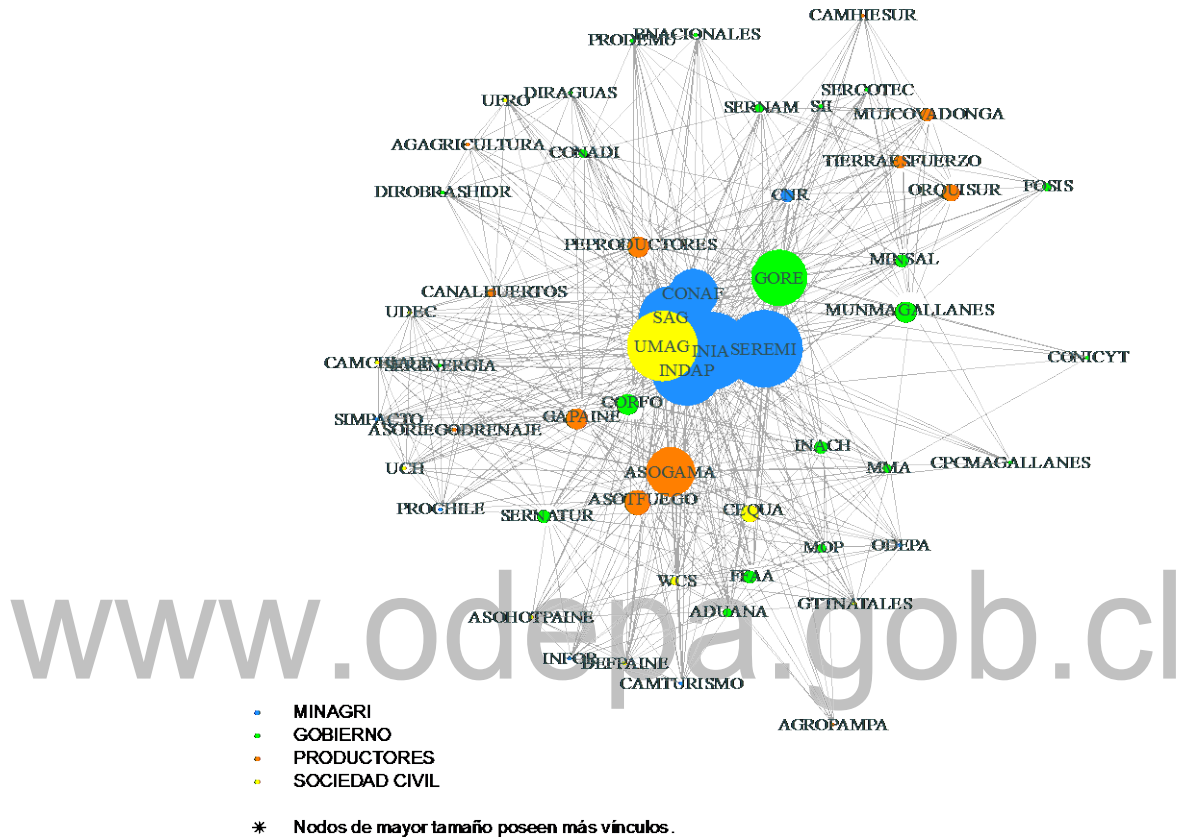 CAMHIESUR
BNACIONALES
PRODEMU
SERCOTEC
DIRAGUAS
UFRO
SERNAM
SII
MUJCOVADONGA
AGAGRICULTURA
CONADI
TIERRAESFUERZO
DIROBRASHIDR
CNR
ORQUISUR
FOSIS
PEPRODUCTORES
MINSAL
GORE
CANALHUERTOS
CONAF
UDEC
SAG
MUNMAGALLANES
UMAG
INIA
SEREMI
CONICYT
SERENERGIA
INDAP
CORFO
SIMPACTO
GAPAINE
ASORIEGODRENAJE
INACH
UCH
ASOGAMA
MMA
CPCMAGALLANES
ASOTFUEGO
PROCHILE
SERNATUR
CEQUA
MOP
ODEPA
FFAA
WCS
GTTNATALES
ASOHOTPAINE
ADUANA
www.odepa.gob.cl
INFOR
DEFPAINE
CAMTURISMO
AGROPAMPA
MINAGRI
GOBIERNO
PRODUCTORES
SOCIEDAD CIVIL
* Nodos de mayor tamaño poseen más vínculos.